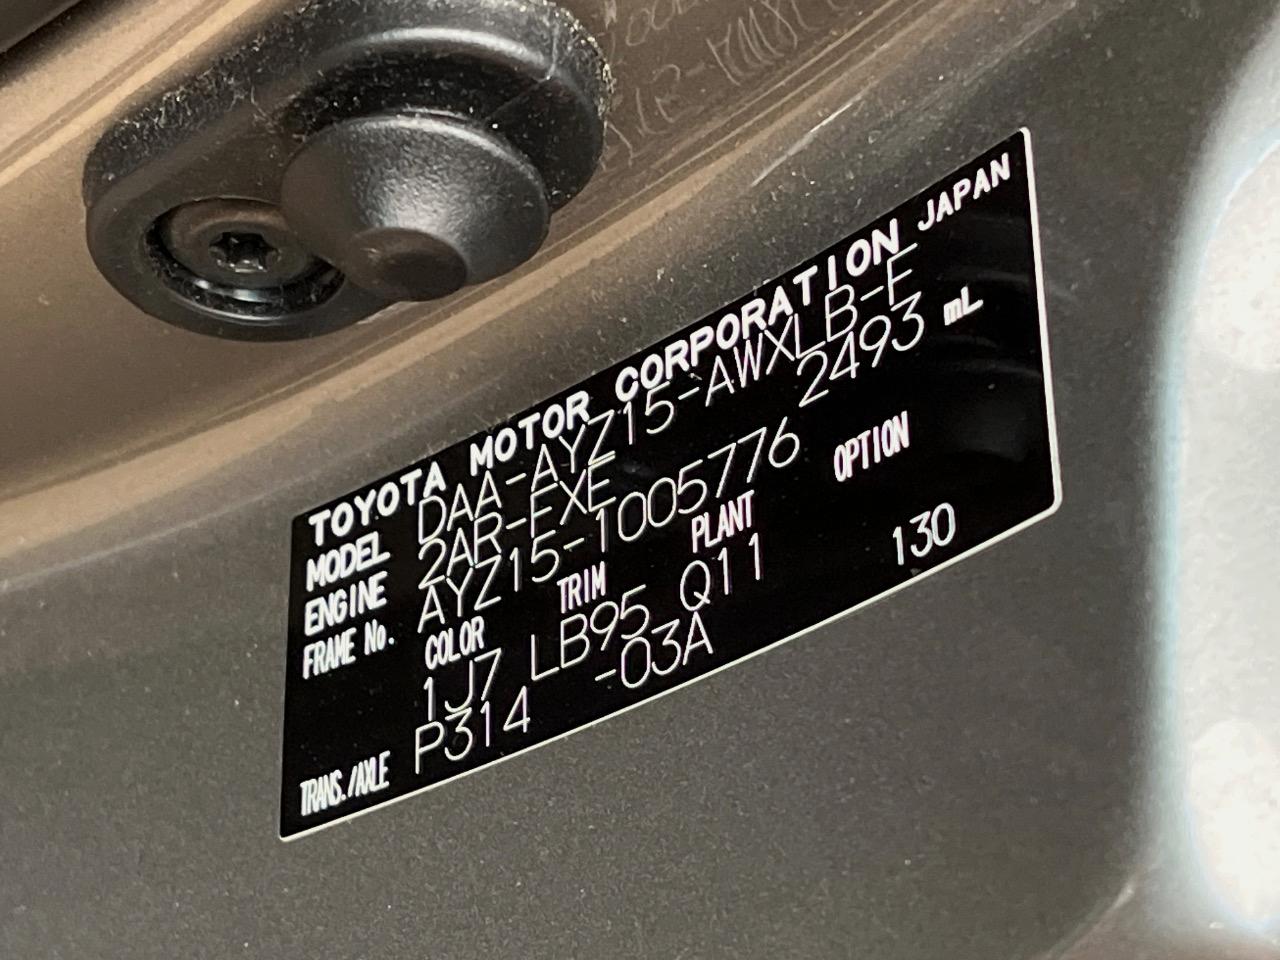 TOYOTA MOTOR CORPORATION JAPAN
MODEL DAA-AYZ15-AWXLB-F
ENGINE 2AR-FXE 2493 mL
FRAME No. AYZ15-1005776
COLOR TRIM PLANT OPTION
1J7 LB95 Q11 130
TRANS./AXLE P314 -03A